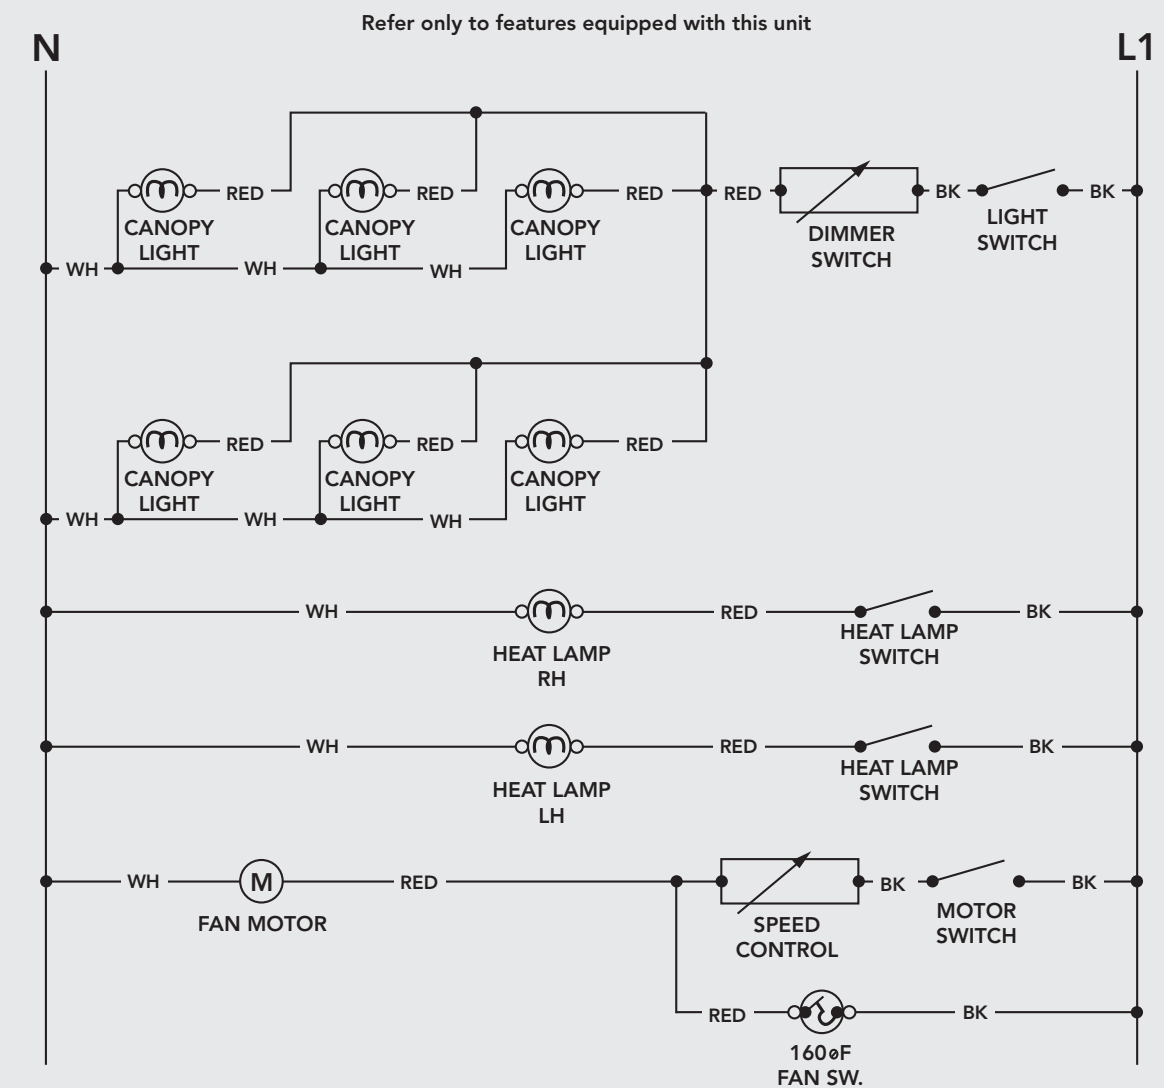 Refer only to features equipped with this unit
N
L1
RED
RED
RED
RED
BK
BK
CANOPY
LIGHT
CANOPY
LIGHT
CANOPY
LIGHT
DIMMER
SWITCH
LIGHT
SWITCH
WH
WH
WH
RED
RED
RED
CANOPY
LIGHT
CANOPY
LIGHT
CANOPY
LIGHT
WH
WH
WH
WH
RED
BK
HEAT LAMP
RH
HEAT LAMP
SWITCH
WH
RED
BK
HEAT LAMP
LH
HEAT LAMP
SWITCH
WH
M
RED
BK
BK
FAN MOTOR
SPEED
CONTROL
MOTOR
SWITCH
RED
BK
160øF
FAN SW.